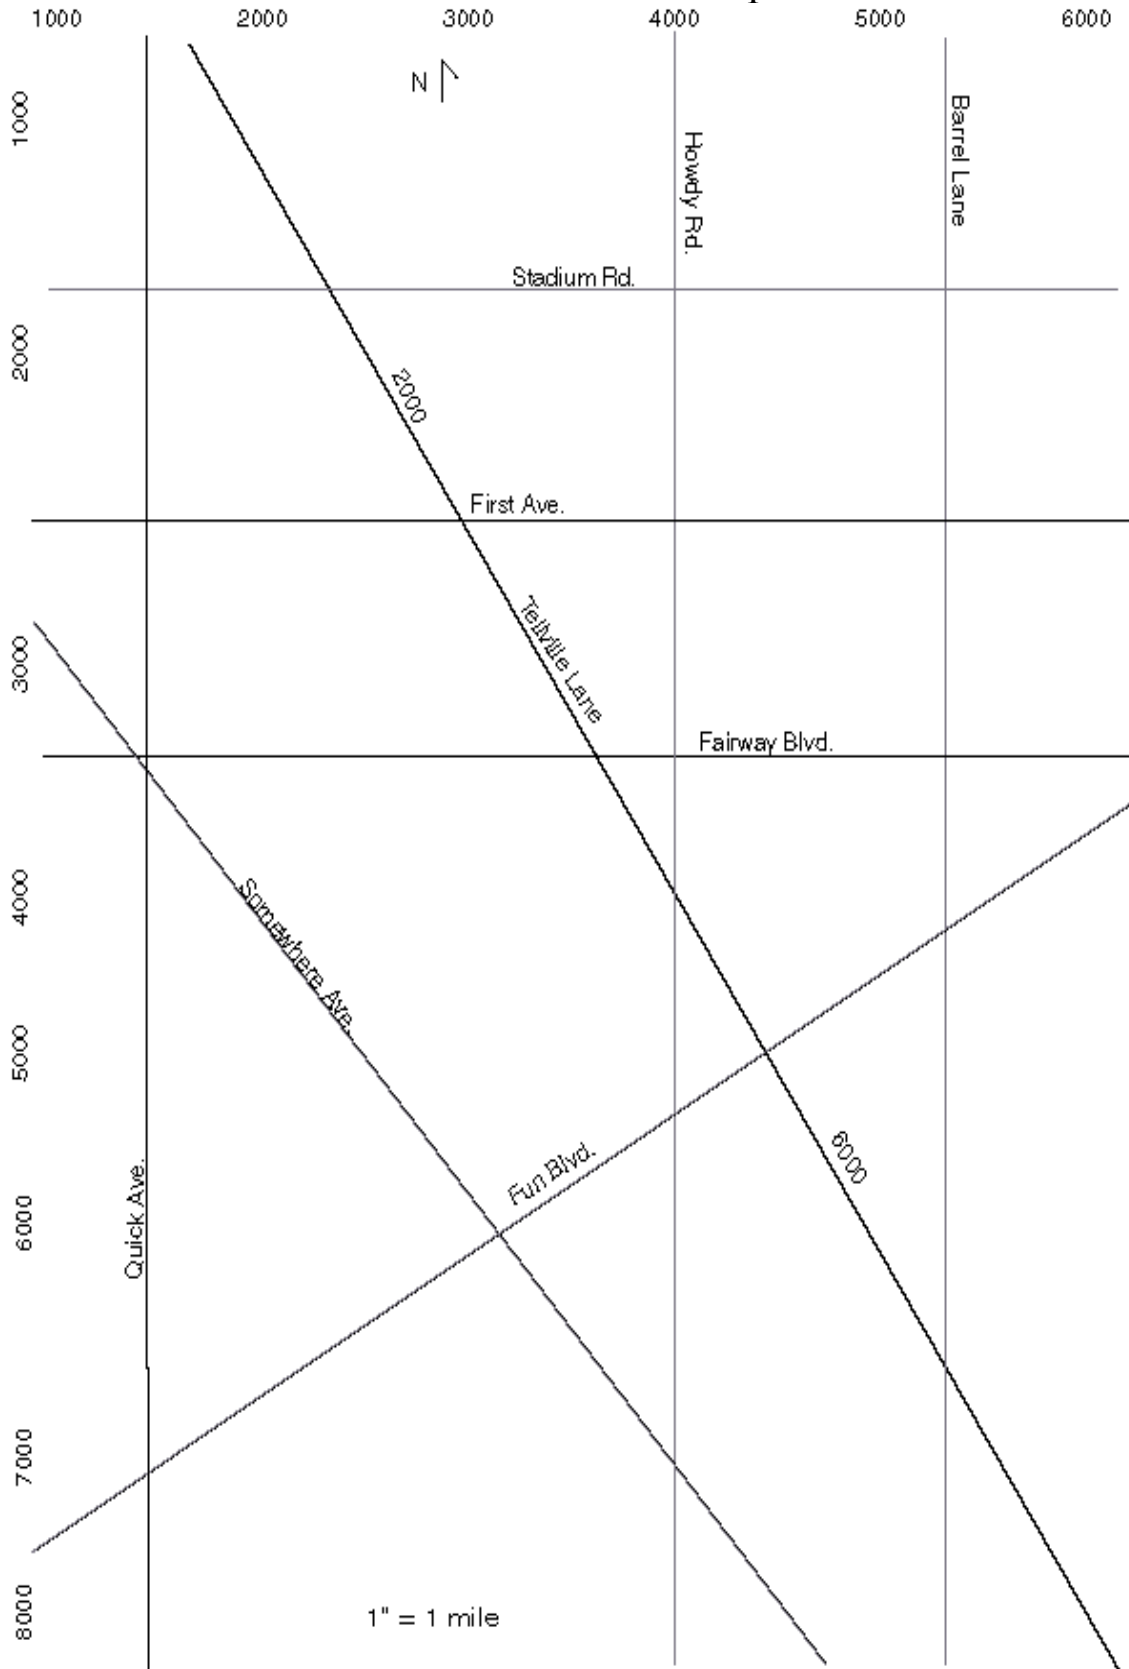 1000 2000 3000 4000 5000 6000
N
1000
Barrel Lane
Howdy Rd.
Stadium Rd.
2000
2000
First Ave.
Tellville Lane
3000
Fairway Blvd.
4000
Somewhere Ave.
5000
6000
Fun Blvd.
Quick Ave.
6000
7000
8000
1" = 1 mile